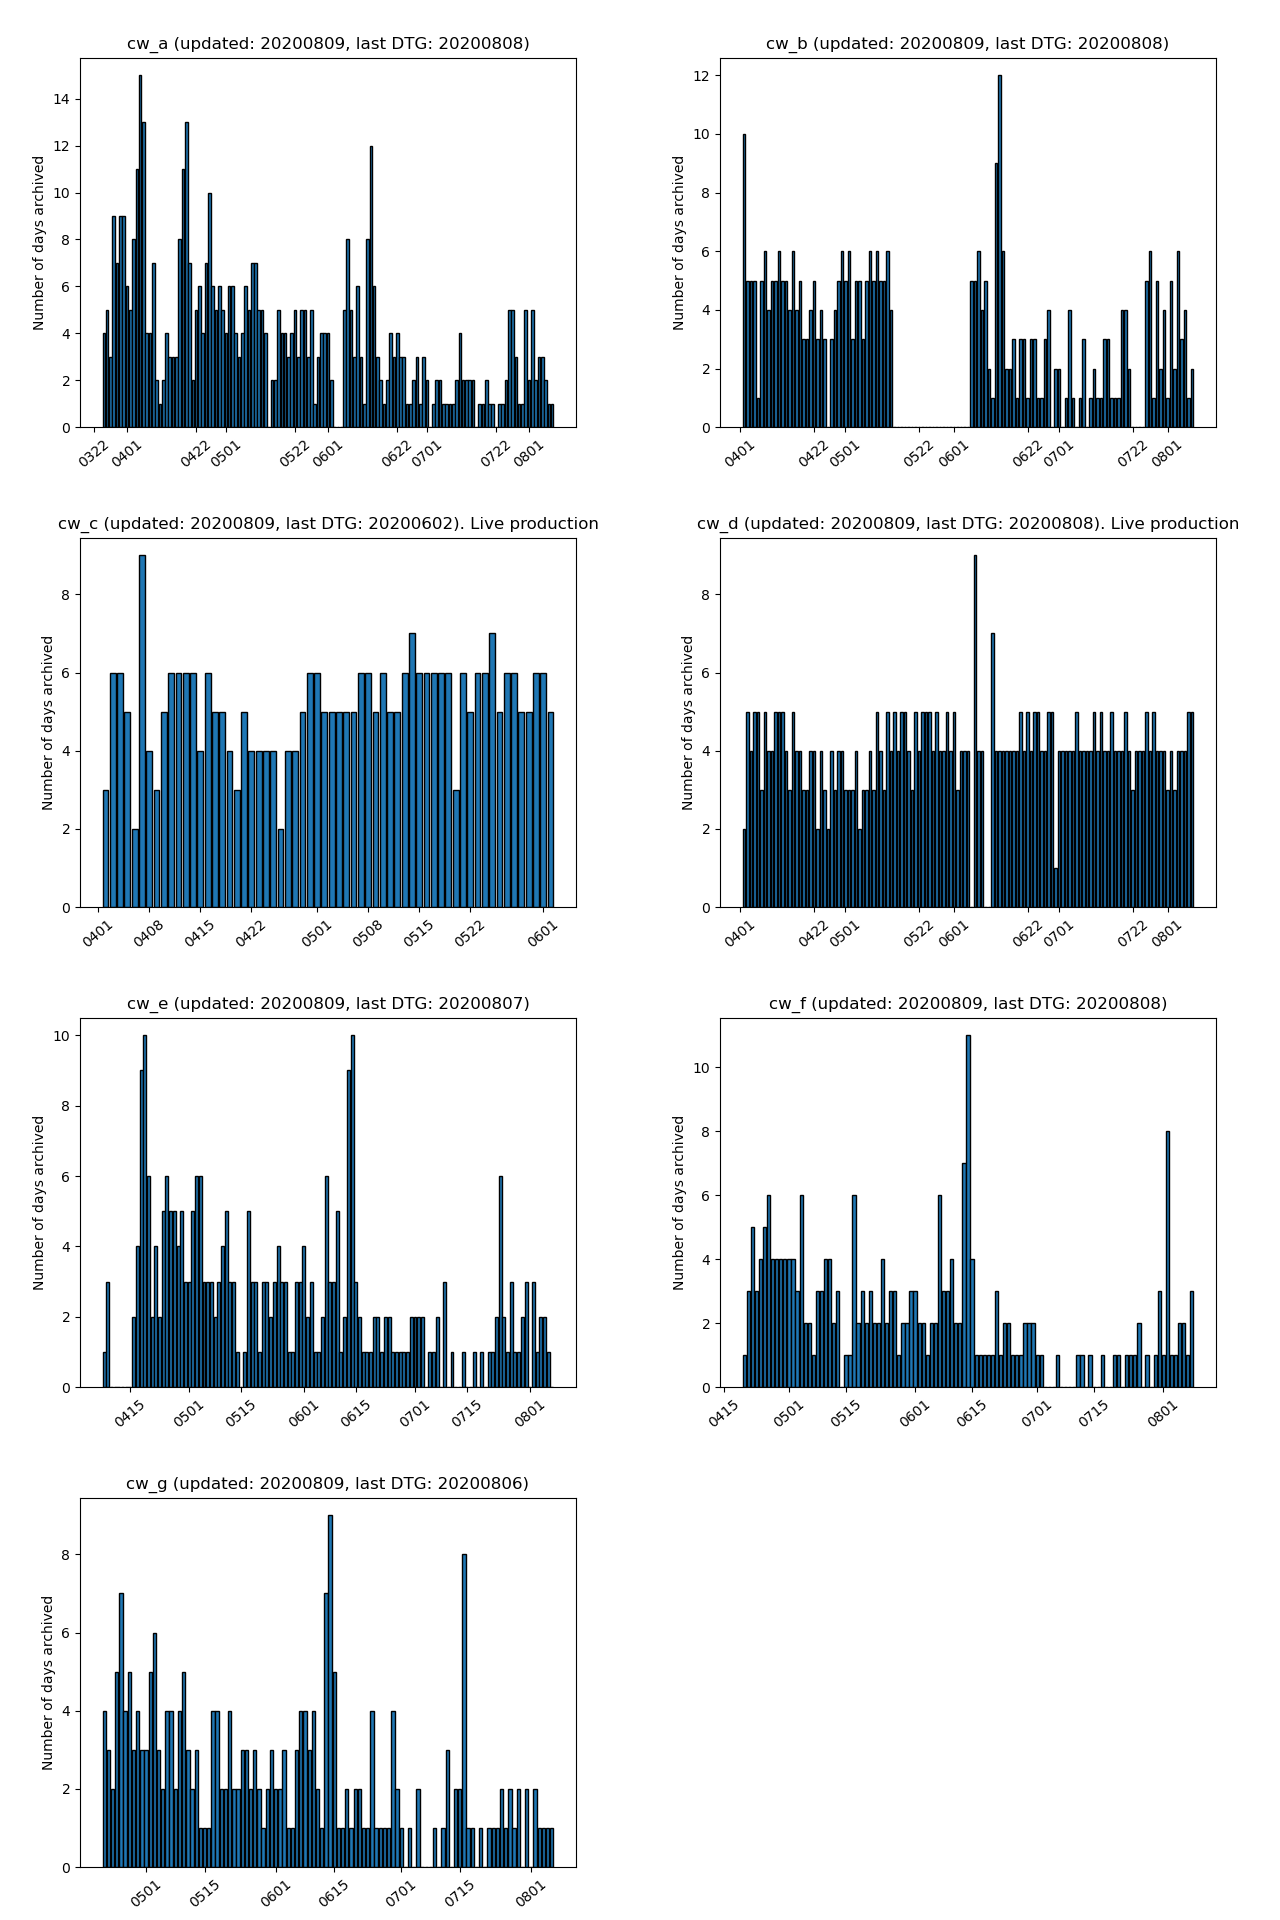 cw_a (updated: 20200809, last DTG: 20200808)
Number of days archived
14
12
10
8
6
4
2
0
0322 0401 0422 0501 0522 0601 0622 0701 0722 0801
cw_b (updated: 20200809, last DTG: 20200808)
Number of days archived
12
10
8
6
4
2
0
0401 0422 0501 0522 0601 0622 0701 0722 0801
cw_c (updated: 20200809, last DTG: 20200602). Live production
Number of days archived
8
6
4
2
0
0401 0408 0415 0422 0501 0508 0515 0522 0601
cw_d (updated: 20200809, last DTG: 20200808). Live production
Number of days archived
8
6
4
2
0
0401 0422 0501 0522 0601 0622 0701 0722 0801
cw_e (updated: 20200809, last DTG: 20200807)
Number of days archived
10
8
6
4
2
0
0415 0501 0515 0601 0615 0701 0715 0801
cw_f (updated: 20200809, last DTG: 20200808)
Number of days archived
10
8
6
4
2
0
0415 0501 0515 0601 0615 0701 0715 0801
cw_g (updated: 20200809, last DTG: 20200806)
Number of days archived
8
6
4
2
0
0501 0515 0601 0615 0701 0715 0801